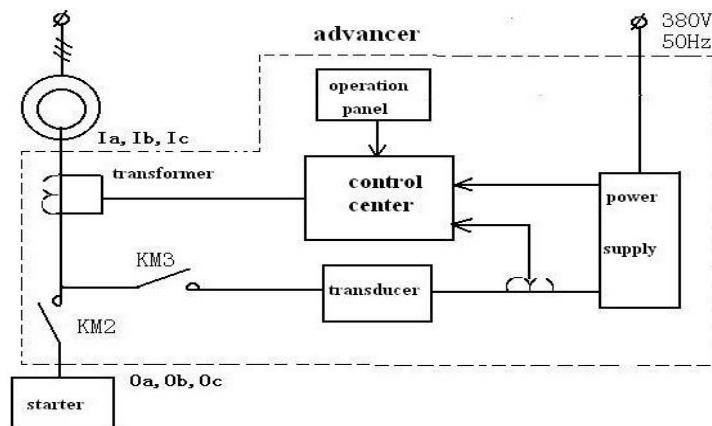 advancer
380V
50Hz
operation
panel
Ia, Ib, Ic
transformer
control
center
power
supply
KM3
transducer
KM2
Oa, Ob, Oc
starter